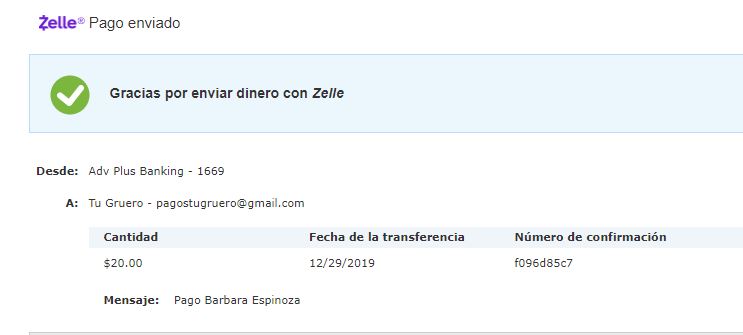 Zelle® Pago enviado
Gracias por enviar dinero con Zelle
Desde: Adv Plus Banking - 1669
A: Tu Gruero - pagostugruero@gmail.com
Cantidad Fecha de la transferencia Número de confirmación
$20.00 12/29/2019 f096d85c7
Mensaje: Pago Barbara Espinoza